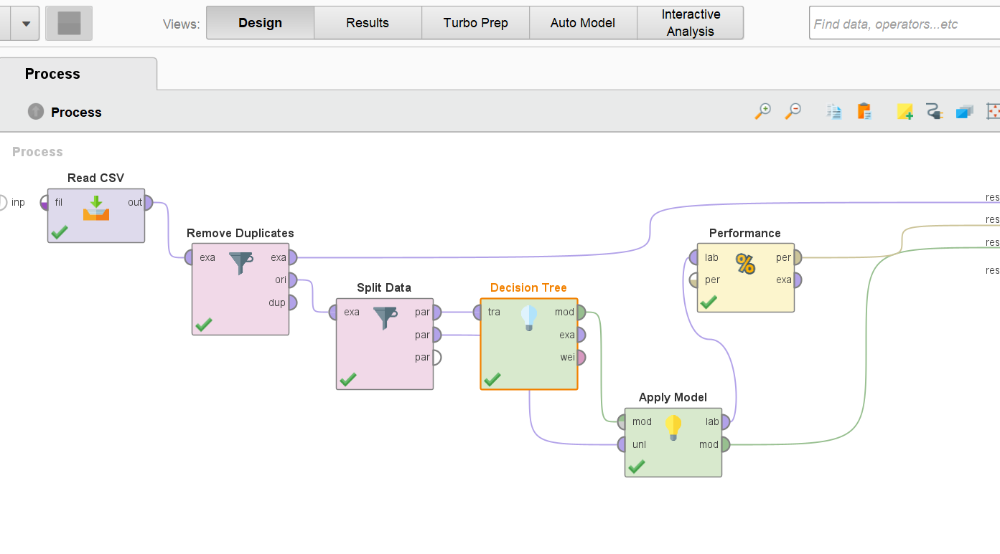 Views:
Design
Results
Turbo Prep
Auto Model
Interactive
Analysis
Find data, operators...etc
Process
Process
Process
Read CSV
inp
fil
out
Remove Duplicates
exa
exa
ori
dup
Split Data
exa
par
par
par
Decision Tree
tra
mod
exa
wei
Apply Model
mod
lab
unl
mod
Performance
lab
per
per
exa
%
res
res
res
res